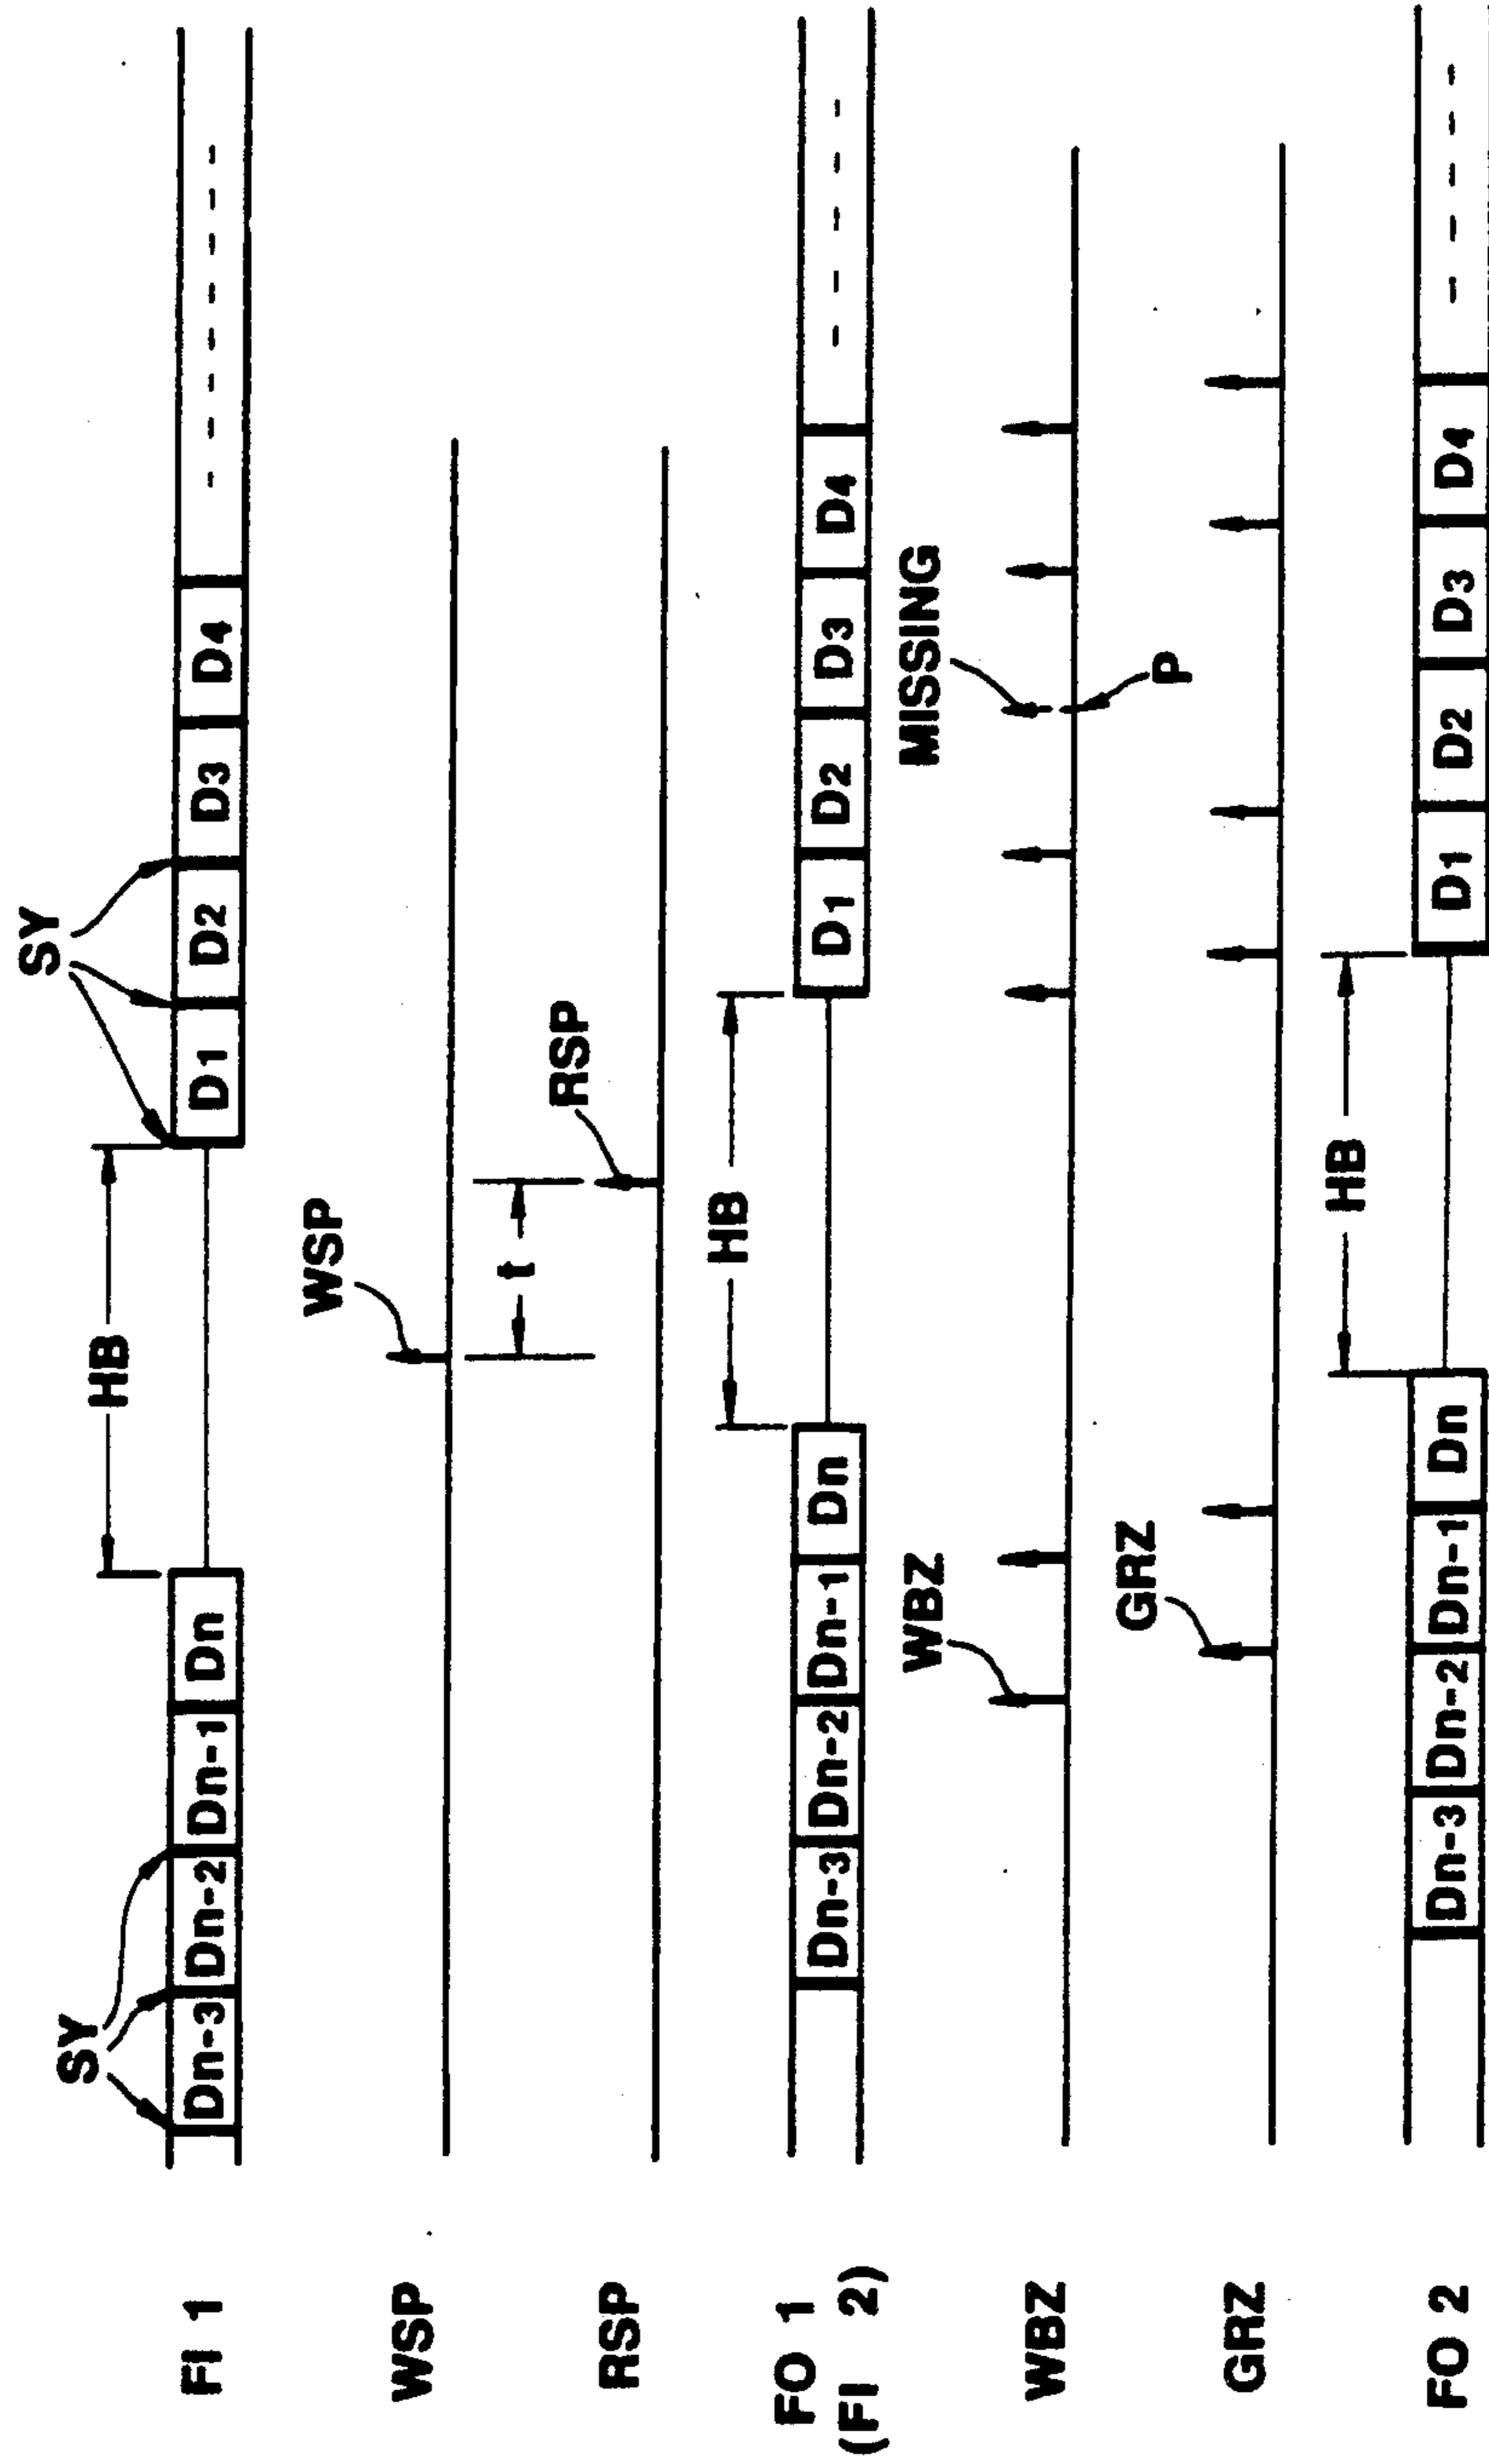 SY SY
HB
FI 1 Dn-3 Dn-2 Dn-1 Dn D1 D2 D3 D4
WSP
WSP
t
RSP
RSP
HB
FO 1 Dn-3 Dn-2 Dn-1 Dn D1 D2 D3 D4
(FI 2)
WBZ MISSING
WBZ
GRZ P
GRZ
HB
FO 2 Dn-3 Dn-2 Dn-1 Dn D1 D2 D3 D4